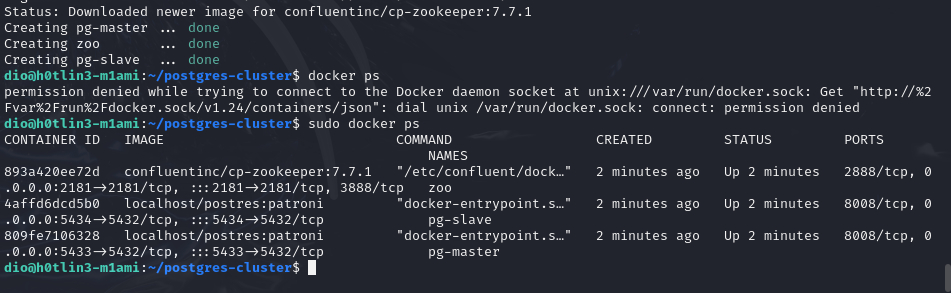 Status: Downloaded newer image for confluentinc/cp-zookeeper:7.7.1
Creating pg-master ... done
Creating zoo       ... done
Creating pg-slave  ... done
dio@h0tlin3-m1ami:~/postgres-cluster$ docker ps
permission denied while trying to connect to the Docker daemon socket at unix:///var/run/docker.sock: Get "http://%2
Fvar%2Frun%2Fdocker.sock/v1.24/containers/json": dial unix /var/run/docker.sock: connect: permission denied
dio@h0tlin3-m1ami:~/postgres-cluster$ sudo docker ps
CONTAINER ID   IMAGE                             COMMAND                  CREATED         STATUS         PORTS
                                                     NAMES
893a420ee72d   confluentinc/cp-zookeeper:7.7.1   "/etc/confluent/dock…"   2 minutes ago   Up 2 minutes   2888/tcp, 0
.0.0.0:2181→2181/tcp, :::2181→2181/tcp, 3888/tcp   zoo
4affd6dcd5b0   localhost/postres:patroni         "docker-entrypoint.s…"   2 minutes ago   Up 2 minutes   8008/tcp, 0
.0.0.0:5434→5432/tcp, :::5434→5432/tcp             pg-slave
809fe7106328   localhost/postres:patroni         "docker-entrypoint.s…"   2 minutes ago   Up 2 minutes   8008/tcp, 0
.0.0.0:5433→5432/tcp, :::5433→5432/tcp             pg-master
dio@h0tlin3-m1ami:~/postgres-cluster$